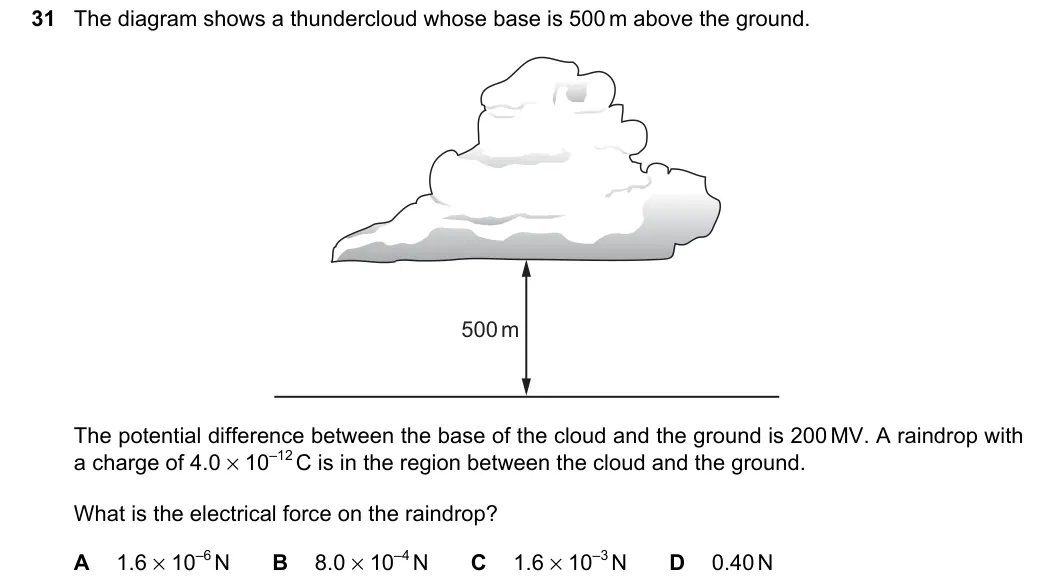 31 The diagram shows a thundercloud whose base is 500 m above the ground.
500 m
The potential difference between the base of the cloud and the ground is 200 MV. A raindrop with
a charge of 4.0 × 10⁻¹² C is in the region between the cloud and the ground.
What is the electrical force on the raindrop?
A 1.6 × 10⁻⁶ N B 8.0 × 10⁻⁴ N C 1.6 × 10⁻³ N D 0.40 N